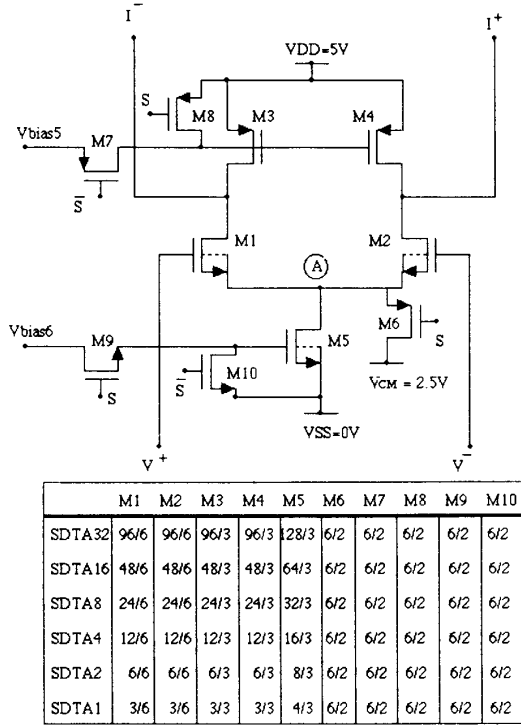 I⁻ I⁺
VDD=5V
S M8 M3 M4
Vbias5 M7
S̅
M1 M2
A
M6 S
Vbias6 M9 M5
S S̅ M10
VCM = 2.5V
VSS=0V
V⁺ V⁻
M1 M2 M3 M4 M5 M6 M7 M8 M9 M10
SDTA32 96/6 96/6 96/3 96/3 128/3 6/2 6/2 6/2 6/2 6/2
SDTA16 48/6 48/6 48/3 48/3 64/3 6/2 6/2 6/2 6/2 6/2
SDTA8 24/6 24/6 24/3 24/3 32/3 6/2 6/2 6/2 6/2 6/2
SDTA4 12/6 12/6 12/3 12/3 16/3 6/2 6/2 6/2 6/2 6/2
SDTA2 6/6 6/6 6/3 6/3 8/3 6/2 6/2 6/2 6/2 6/2
SDTA1 3/6 3/6 3/3 3/3 4/3 6/2 6/2 6/2 6/2 6/2